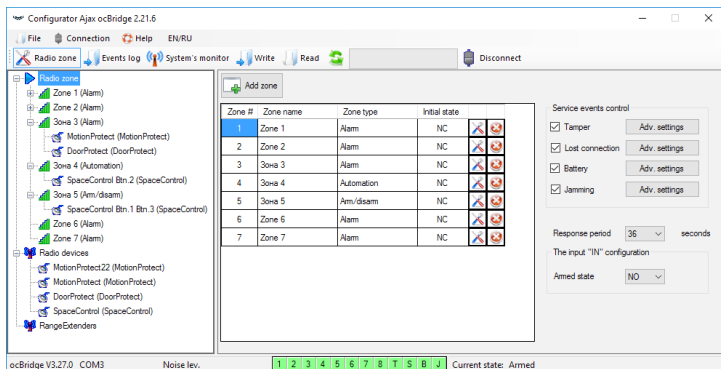 Configurator Ajax ocBridge 2.21.6
File Connection Help EN/RU
Radio zone Events log System's monitor Write Read Disconnect
Radio zone
Zone 1 (Alarm)
Zone 2 (Alarm)
Зона 3 (Alarm)
MotionProtect (MotionProtect)
DoorProtect (DoorProtect)
Зона 4 (Automation)
SpaceControl Btn.2 (SpaceControl)
Зона 5 (Arm/disarm)
SpaceControl Btn.1 Btn.3 (SpaceControl)
Zone 6 (Alarm)
Zone 7 (Alarm)
Radio devices
MotionProtect22 (MotionProtect)
MotionProtect (MotionProtect)
DoorProtect (DoorProtect)
SpaceControl (SpaceControl)
RangeExtenders
Add zone
Zone # Zone name Zone type Initial state
1 Zone 1 Alarm NC
2 Zone 2 Alarm NC
3 Зона 3 Alarm NC
4 Зона 4 Automation NC
5 Зона 5 Arm/disarm NC
6 Zone 6 Alarm NC
7 Zone 7 Alarm NC
Service events control
Tamper Adv. settings
Lost connection Adv. settings
Battery Adv. settings
Jamming Adv. settings
Response period 36 seconds
The input "IN" configuration
Armed state NO
ocBridge V3.27.0 COM3 Noise lev. 1 2 3 4 5 6 7 8 T S B J Current state: Armed